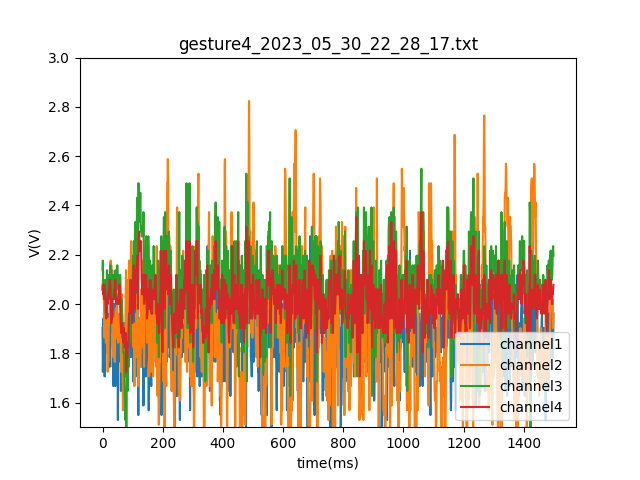 gesture4_2023_05_30_22_28_17.txt
3.0
2.8
2.6
2.4
2.2
2.0
1.8
1.6
V(V)
channel1
channel2
channel3
channel4
0 200 400 600 800 1000 1200 1400
time(ms)